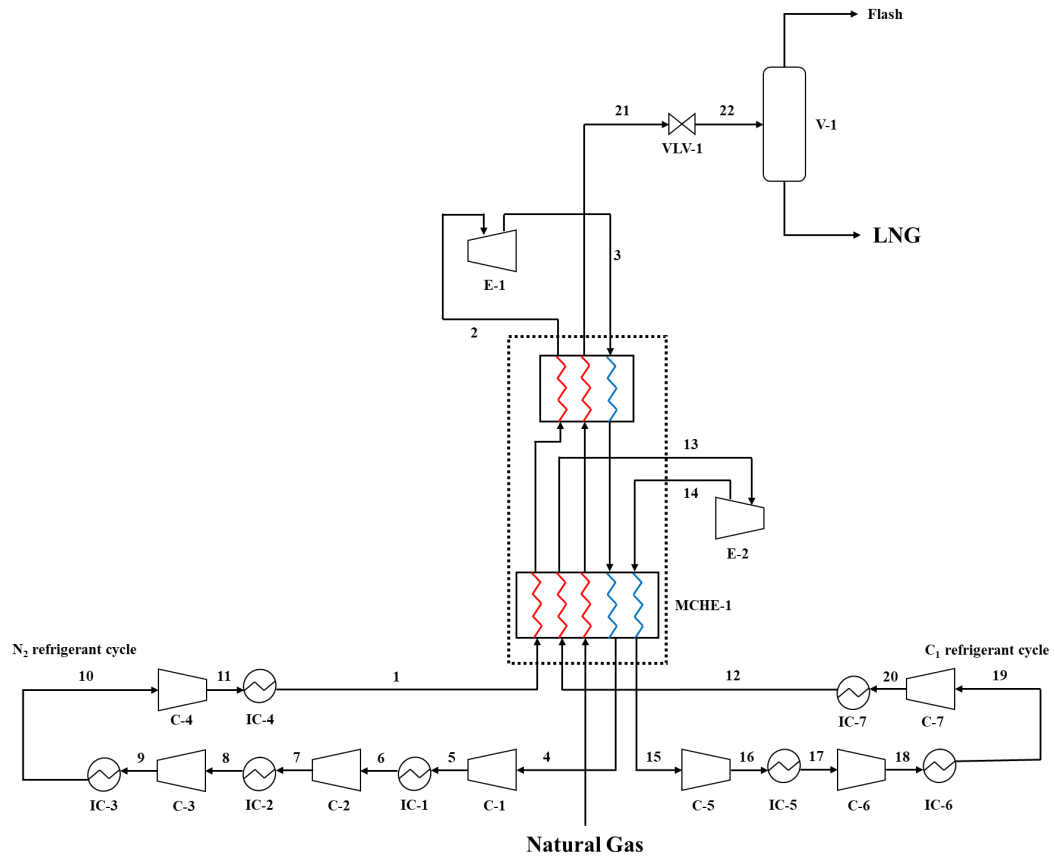 Flash
21
22
V-1
VLV-1
LNG
3
E-1
2
13
14
E-2
MCHE-1
N₂ refrigerant cycle
C₁ refrigerant cycle
10
11
1
12
20
19
C-4
IC-4
IC-7
C-7
9
8
7
6
5
4
15
16
17
18
IC-3
C-3
IC-2
C-2
IC-1
C-1
C-5
IC-5
C-6
IC-6
Natural Gas